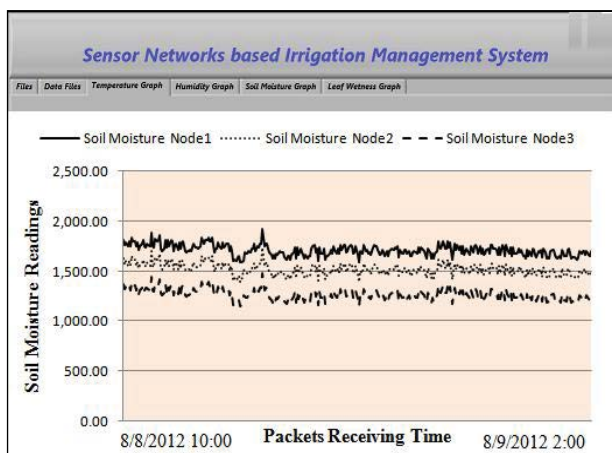 Sensor Networks based Irrigation Management System
Files Data Files Temperature Graph Humidity Graph Soil Moisture Graph Leaf Wetness Graph
Soil Moisture Node1 Soil Moisture Node2 Soil Moisture Node3
2,500.00
2,000.00
1,500.00
1,000.00
500.00
0.00
Soil Moisture Readings
8/8/2012 10:00 Packets Receiving Time 8/9/2012 2:00